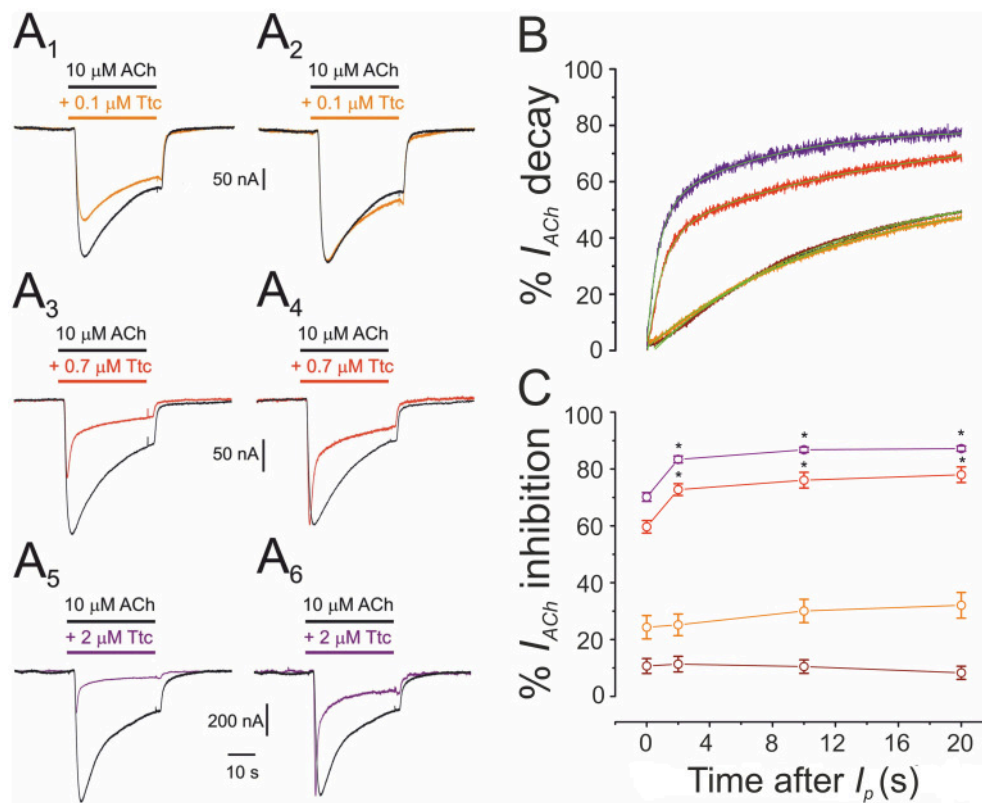 A1
10 μM ACh
+ 0.1 μM Ttc
50 nA
A2
10 μM ACh
+ 0.1 μM Ttc
A3
10 μM ACh
+ 0.7 μM Ttc
50 nA
A4
10 μM ACh
+ 0.7 μM Ttc
A5
10 μM ACh
+ 2 μM Ttc
200 nA
10 s
A6
10 μM ACh
+ 2 μM Ttc
B
% IACh decay
100
80
60
40
20
0
C
% IACh inhibition
100
80
60
40
20
0
* * *
* * *
0 4 8 12 16 20
Time after Ip (s)